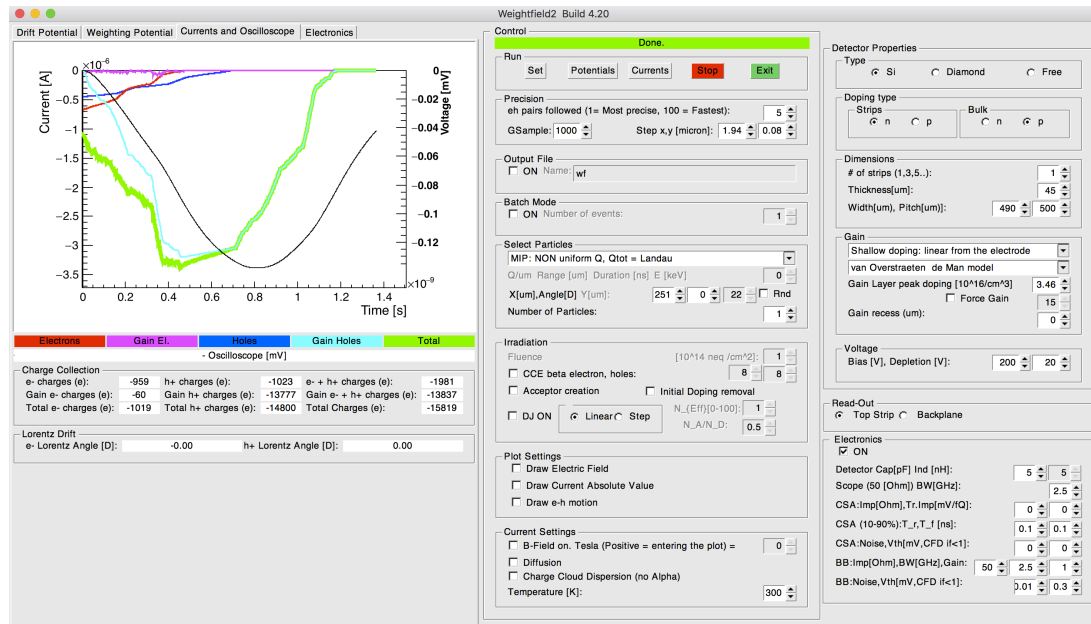 Weightfield2 Build 4.20
Drift Potential Weighting Potential Currents and Oscilloscope Electronics
Current [A]
×10^-6
0
−0.5
−1
−1.5
−2
−2.5
−3
−3.5
0
−0.02
−0.04
−0.06
−0.08
−0.1
−0.12
Voltage [mV]
0 0.2 0.4 0.6 0.8 1 1.2 1.4
×10^-9
Time [s]
Electrons Gain El. Holes Gain Holes Total
- Oscilloscope [mV]
Charge Collection
e- charges (e): -959 h+ charges (e): -1023 e- + h+ charges (e): -1981
Gain e- charges (e): -60 Gain h+ charges (e): -13777 Gain e- + h+ charges (e): -13837
Total e- charges (e): -1019 Total h+ charges (e): -14800 Total Charges (e): -15819
Lorentz Drift
e- Lorentz Angle [D]: -0.00 h+ Lorentz Angle [D]: 0.00
Control
Done.
Run
Set Potentials Currents Stop Exit
Precision
eh pairs followed (1= Most precise, 100 = Fastest): 5
GSample: 1000 Step x,y [micron]: 1.94 0.08
Output File
ON Name: wf
Batch Mode
ON Number of events: 1
Select Particles
MIP: NON uniform Q, Qtot = Landau
Q/um Range [um] Duration [ns] E [keV] 0
X[um],Angle[D] Y[um]: 251 0 22 Rnd
Number of Particles: 1
Irradiation
Fluence [10^14 neq /cm^2]: 1
CCE beta electron, holes: 8 8
Acceptor creation Initial Doping removal
DJ ON Linear Step N_{Eff}[0-100]: 1
N_A/N_D: 0.5
Plot Settings
Draw Electric Field
Draw Current Absolute Value
Draw e-h motion
Current Settings
B-Field on. Tesla (Positive = entering the plot) = 0
Diffusion
Charge Cloud Dispersion (no Alpha)
Temperature [K]: 300
Detector Properties
Type
Si Diamond Free
Doping type
Strips Bulk
n p n p
Dimensions
# of strips (1,3,5..): 1
Thickness[um]: 45
Width[um), Pitch[um)]: 490 500
Gain
Shallow doping: linear from the electrode
van Overstraeten de Man model
Gain Layer peak doping [10^16/cm^3] 3.46
Force Gain 15
Gain recess (um): 0
Voltage
Bias [V], Depletion [V]: 200 20
Read-Out
Top Strip Backplane
Electronics
ON
Detector Cap[pF] Ind [nH]: 5 5
Scope (50 [Ohm]) BW[GHz]: 2.5
CSA:Imp[Ohm],Tr.Imp[mV/fQ]: 0 0
CSA (10-90%):T_r,T_f [ns]: 0.1 0.1
CSA:Noise,Vth[mV,CFD if<1]: 0 0
BB:Imp[Ohm],BW[GHz],Gain: 50 2.5 1
BB:Noise,Vth[mV,CFD if<1]: 0.01 0.3